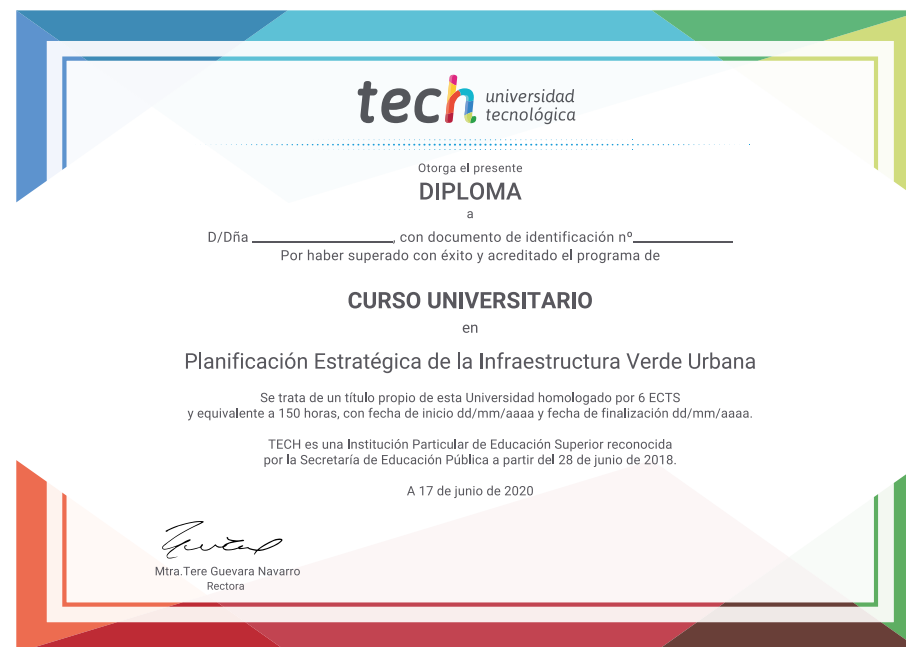 tech universidad
tecnológica
Otorga el presente
DIPLOMA
a
D/Dña ____________________, con documento de identificación nº______________
Por haber superado con éxito y acreditado el programa de
CURSO UNIVERSITARIO
en
Planificación Estratégica de la Infraestructura Verde Urbana
Se trata de un título propio de esta Universidad homologado por 6 ECTS
y equivalente a 150 horas, con fecha de inicio dd/mm/aaaa y fecha de finalización dd/mm/aaaa.
TECH es una Institución Particular de Educación Superior reconocida
por la Secretaría de Educación Pública a partir del 28 de junio de 2018.
A 17 de junio de 2020
Mtra.Tere Guevara Navarro
Rectora